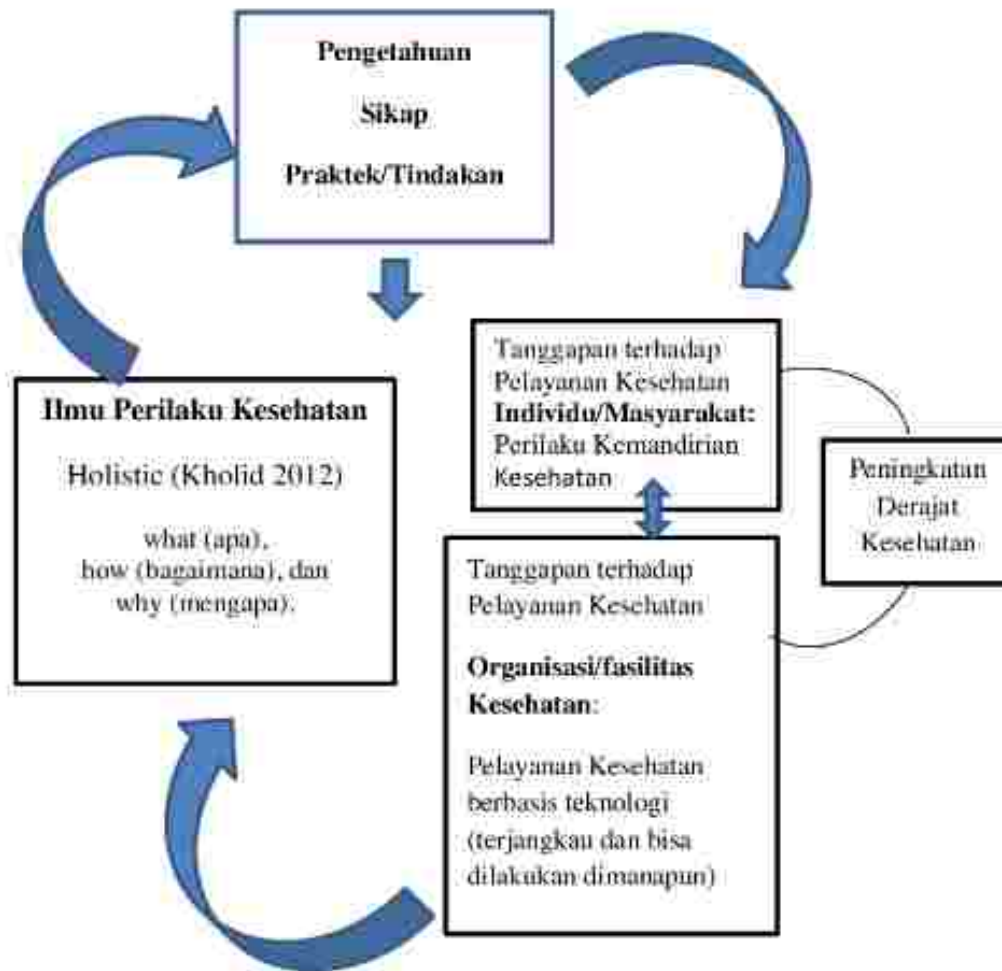 Pengetahuan
Sikap
Praktek/Tindakan
Ilmu Perilaku Kesehatan
Holistic (Kholid 2012)
what (apa),
how (bagaimana), dan
why (mengapa).
Tanggapan terhadap
Pelayanan Kesehatan
Individu/Masyarakat:
Perilaku Kemandirian
Kesehatan
Peningkatan
Derajat
Kesehatan
Tanggapan terhadap
Pelayanan Kesehatan
Organisasi/fasilitas
Kesehatan:
Pelayanan Kesehatan
berbasis teknologi
(terjangkau dan bisa
dilakukan dimanapun)